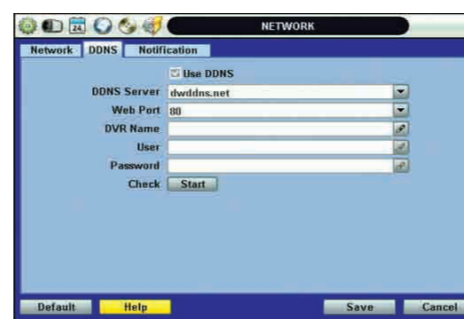 24
NETWORK
Network DDNS Notification
Use DDNS
DDNS Server dwddns.net
Web Port 80
DVR Name
User
Password
Check Start
Default Help Save Cancel